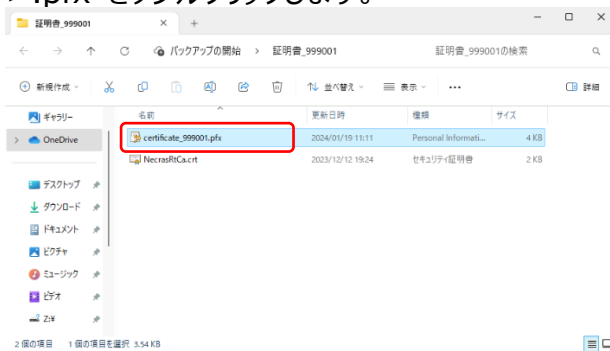 .pfx をダブルクリックします。
証明書_999001
バックアップの開始 > 証明書_999001
証明書_999001の検索
新規作成
並べ替え
表示
...
詳細
名前
更新日時
種類
サイズ
ギャラリー
OneDrive
certificate_999001.pfx 2024/01/19 11:11 Personal Informati... 4 KB
NecrasRtCa.crt 2023/12/12 19:24 セキュリティ証明書 2 KB
デスクトップ
ダウンロード
ドキュメント
ピクチャ
ミュージック
ビデオ
Z:¥
2 個の項目 1 個の項目を選択 3.54 KB